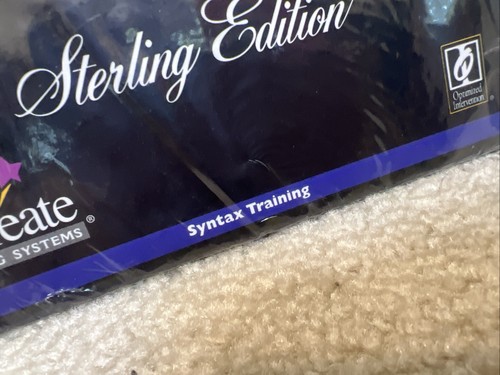 Sterling Edition
Optimized
Intervention®
eate®
G SYSTEMS
Syntax Training